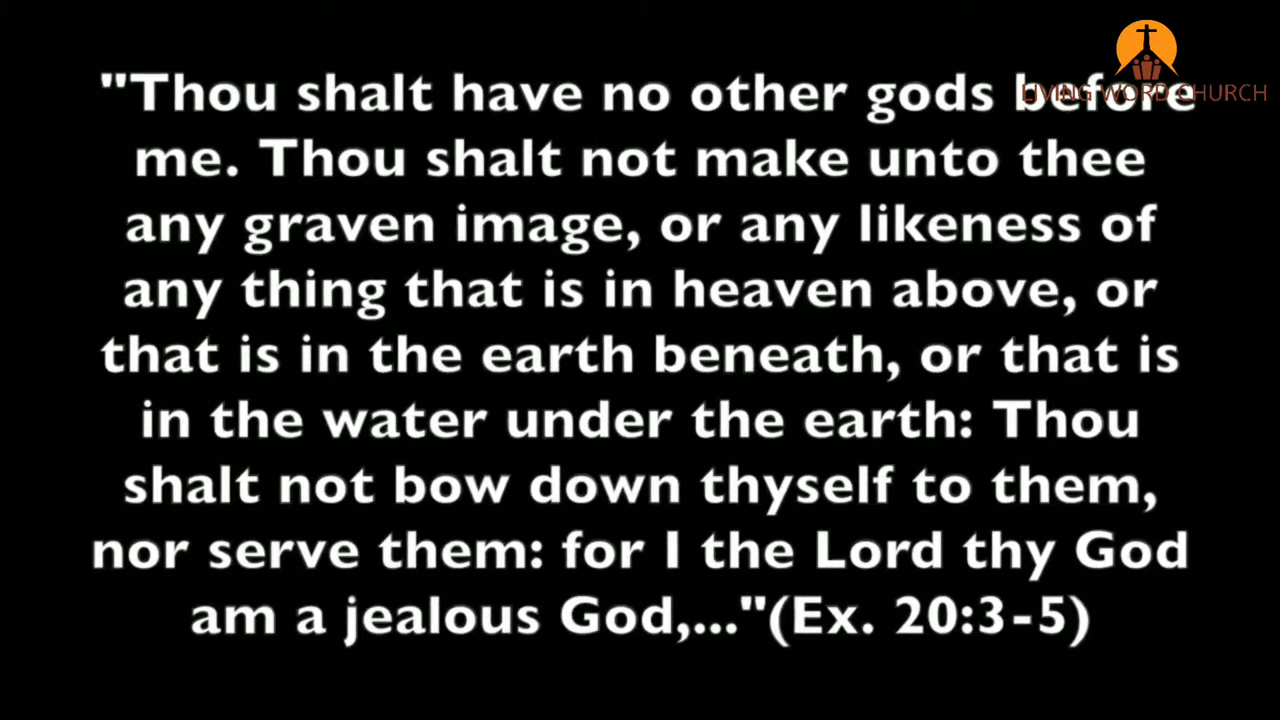 "Thou shalt have no other gods before
LIVING WORD CHURCH
me. Thou shalt not make unto thee
any graven image, or any likeness of
any thing that is in heaven above, or
that is in the earth beneath, or that is
in the water under the earth: Thou
shalt not bow down thyself to them,
nor serve them: for I the Lord thy God
am a jealous God,..."(Ex. 20:3-5)